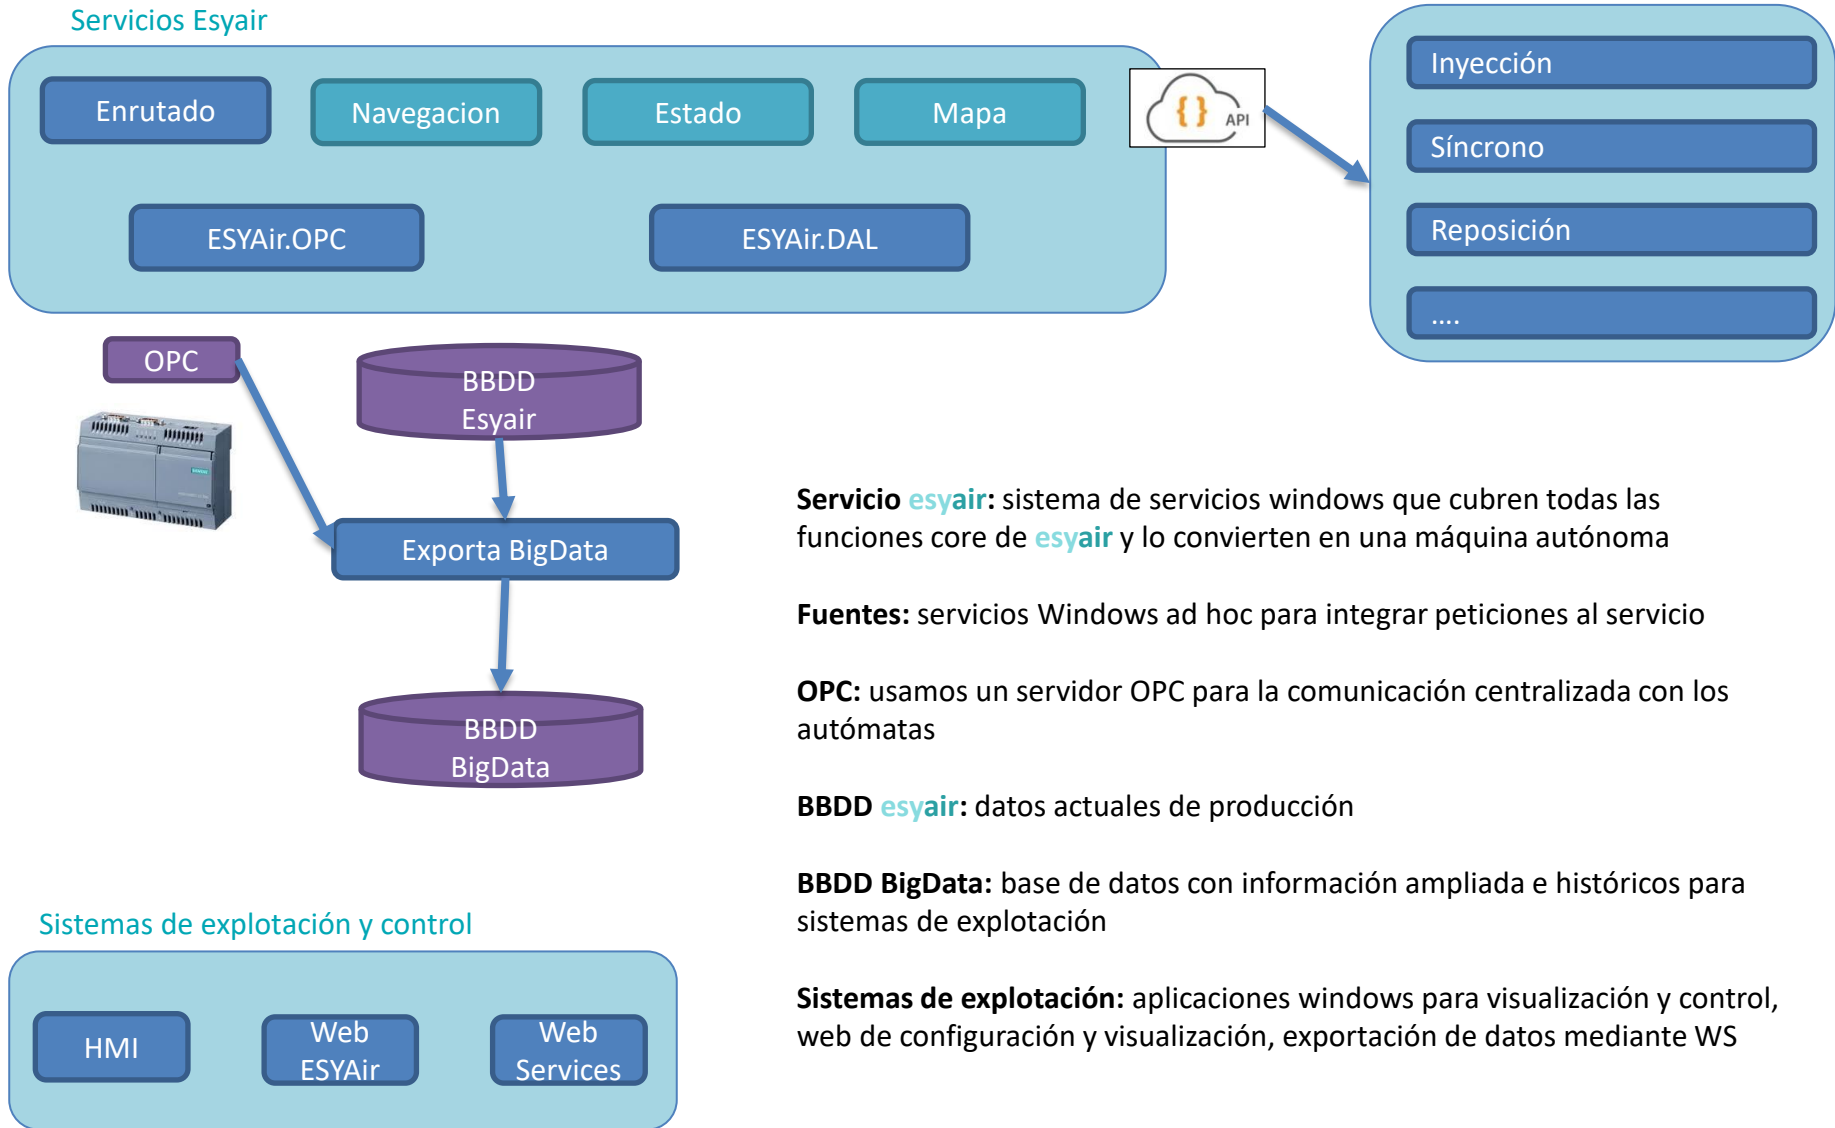 Servicios Esyair
Enrutado
Navegacion
Estado
Mapa
{} API
ESYAir.OPC
ESYAir.DAL
Inyección
Síncrono
Reposición
....
OPC
BBDD
Esyair
Exporta BigData
BBDD
BigData
Servicio esyair: sistema de servicios windows que cubren todas las
funciones core de esyair y lo convierten en una máquina autónoma
Fuentes: servicios Windows ad hoc para integrar peticiones al servicio
OPC: usamos un servidor OPC para la comunicación centralizada con los
autómatas
BBDD esyair: datos actuales de producción
BBDD BigData: base de datos con información ampliada e históricos para
sistemas de explotación
Sistemas de explotación: aplicaciones windows para visualización y control,
web de configuración y visualización, exportación de datos mediante WS
Sistemas de explotación y control
HMI
Web
ESYAir
Web
Services